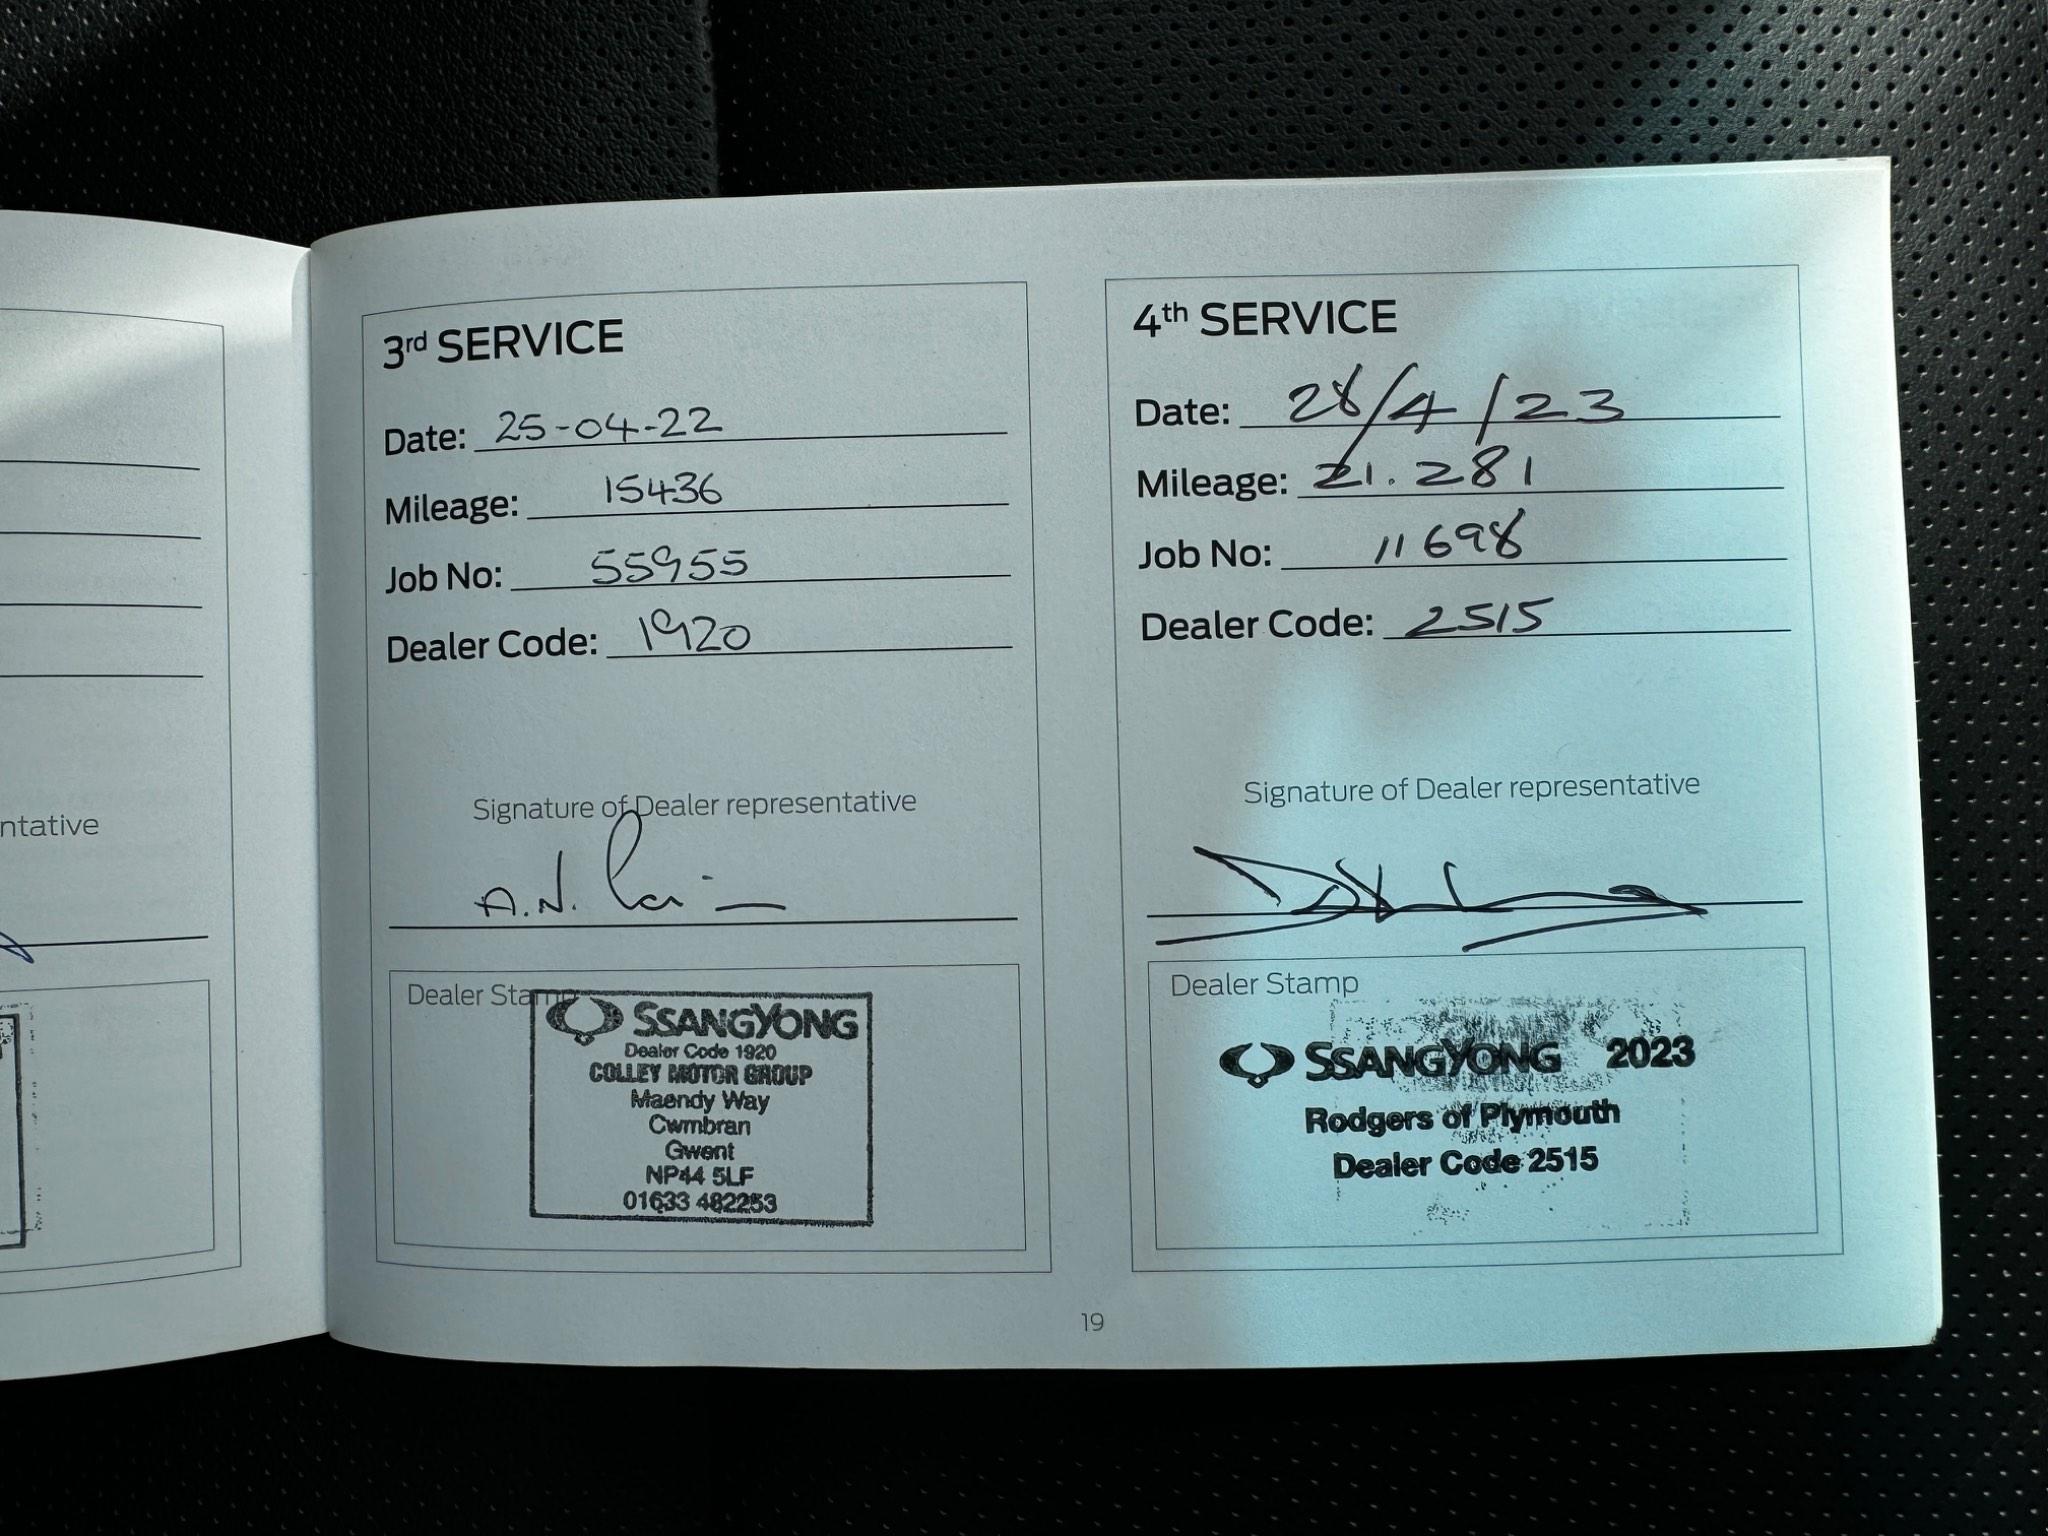 ntative
3rd SERVICE
Date: 25-04-22
Mileage: 15436
Job No: 55955
Dealer Code: 1920
Signature of Dealer representative
A.N.
Dealer Stamp
SSANGYONG
Dealer Code 1920
COLLEY MOTOR GROUP
Maendy Way
Cwmbran
Gwent
NP44 5LF
01633 482253
4th SERVICE
Date: 28/4/23
Mileage: 21.281
Job No: 11698
Dealer Code: 2515
Signature of Dealer representative
Dealer Stamp
SSANGYONG 2023
Rodgers of Plymouth
Dealer Code 2515
19